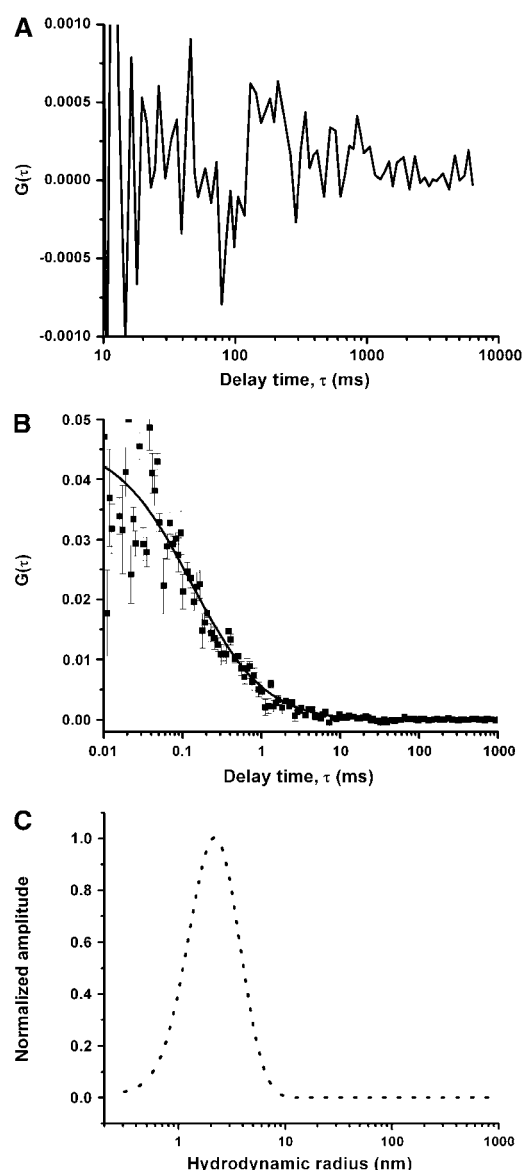 A
0.0010
0.0005
0.0000
-0.0005
-0.0010
G(τ)
10 100 1000 10000
Delay time, τ (ms)
B
0.05
0.04
0.03
0.02
0.01
0.00
G(τ)
0.01 0.1 1 10 100 1000
Delay time, τ (ms)
C
1.0
0.8
0.6
0.4
0.2
0.0
Normalized amplitude
1 10 100 1000
Hydrodynamic radius (nm)